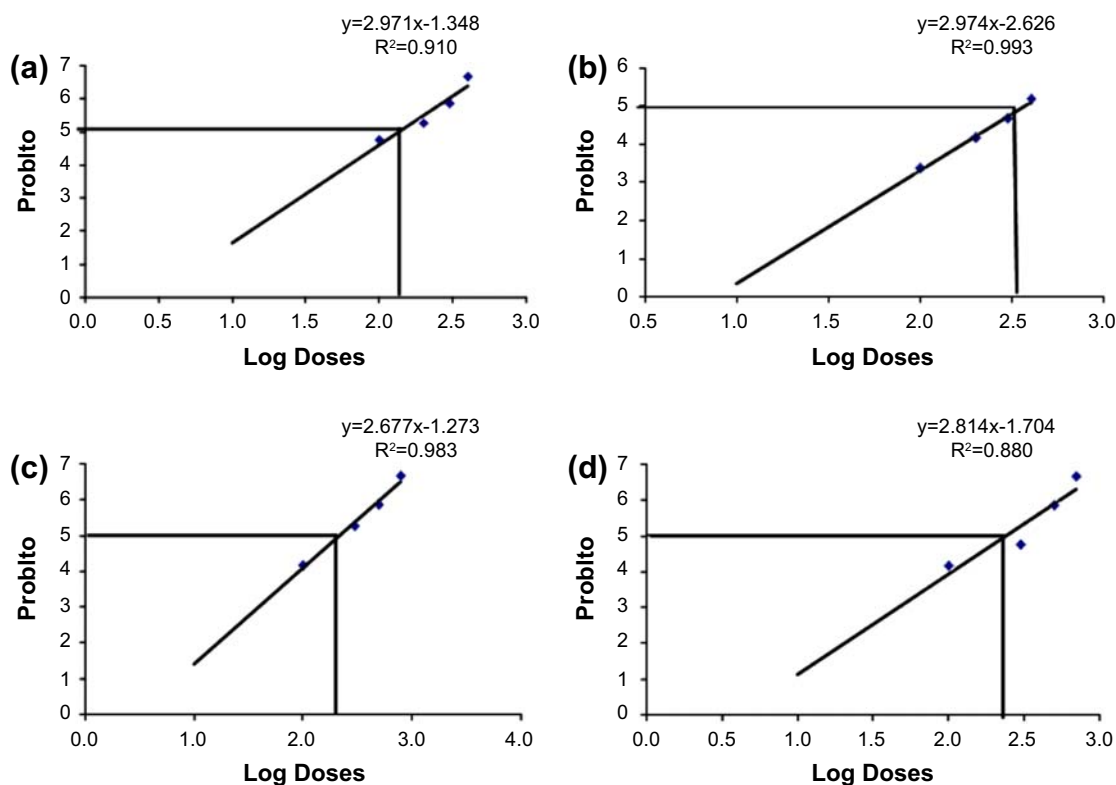 y=2.971x-1.348
R²=0.910
(a)
7
6
5
4
3
2
1
0
Problto
0.0 0.5 1.0 1.5 2.0 2.5 3.0
Log Doses
y=2.974x-2.626
R²=0.993
(b)
6
5
4
3
2
1
0
Problto
0.5 1.0 1.5 2.0 2.5 3.0
Log Doses
y=2.677x-1.273
R²=0.983
(c)
7
6
5
4
3
2
1
0
Problto
0.0 1.0 2.0 3.0 4.0
Log Doses
y=2.814x-1.704
R²=0.880
(d)
7
6
5
4
3
2
1
0
Problto
0.0 1.0 1.0 1.5 2.0 2.5 3.0
Log Doses